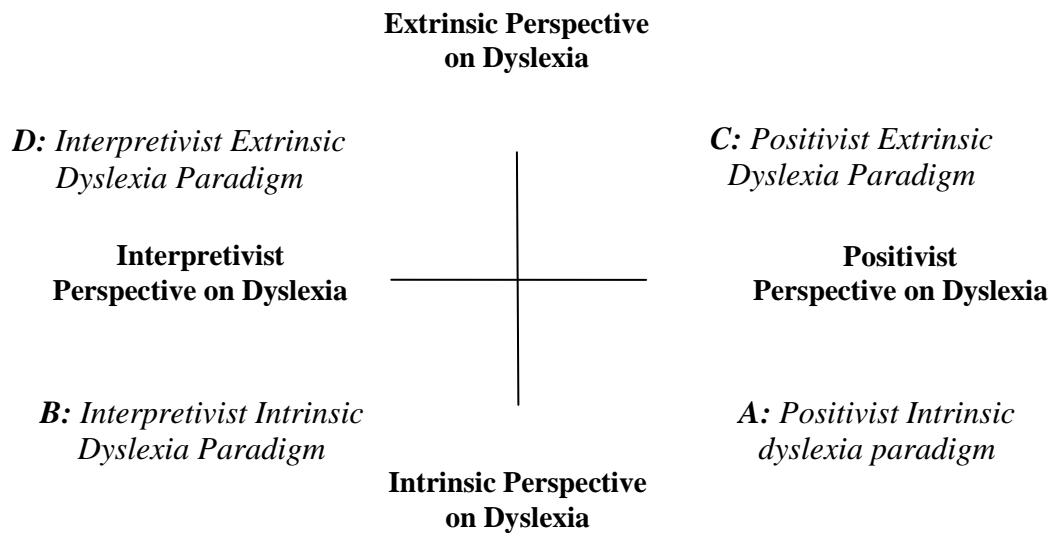 Extrinsic Perspective
on Dyslexia
D: Interpretivist Extrinsic
Dyslexia Paradigm
C: Positivist Extrinsic
Dyslexia Paradigm
Interpretivist
Perspective on Dyslexia
Positivist
Perspective on Dyslexia
B: Interpretivist Intrinsic
Dyslexia Paradigm
A: Positivist Intrinsic
dyslexia paradigm
Intrinsic Perspective
on Dyslexia